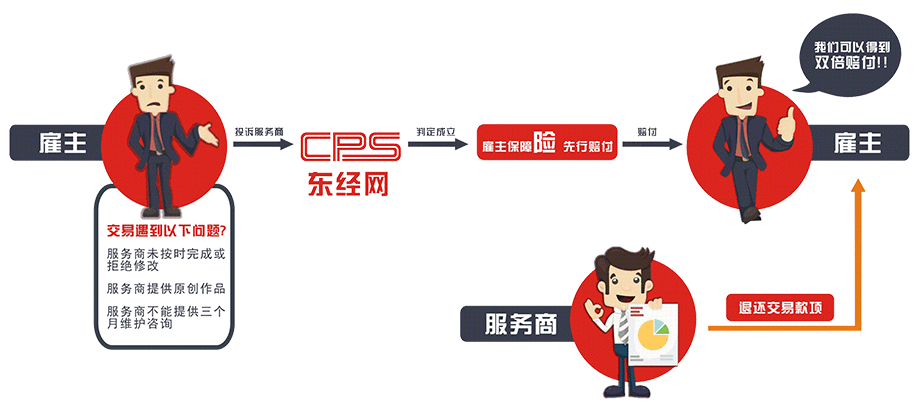 我们可以得到
双倍赔付!!
雇主
投诉服务商
CPS
东经网
判定成立
雇主保障险 先行赔付
赔付
雇主
交易遇到以下问题?
服务商未按时完成或
拒绝修改
服务商提供原创作品
服务商不能提供三个
月维护咨询
服务商
退还交易款项